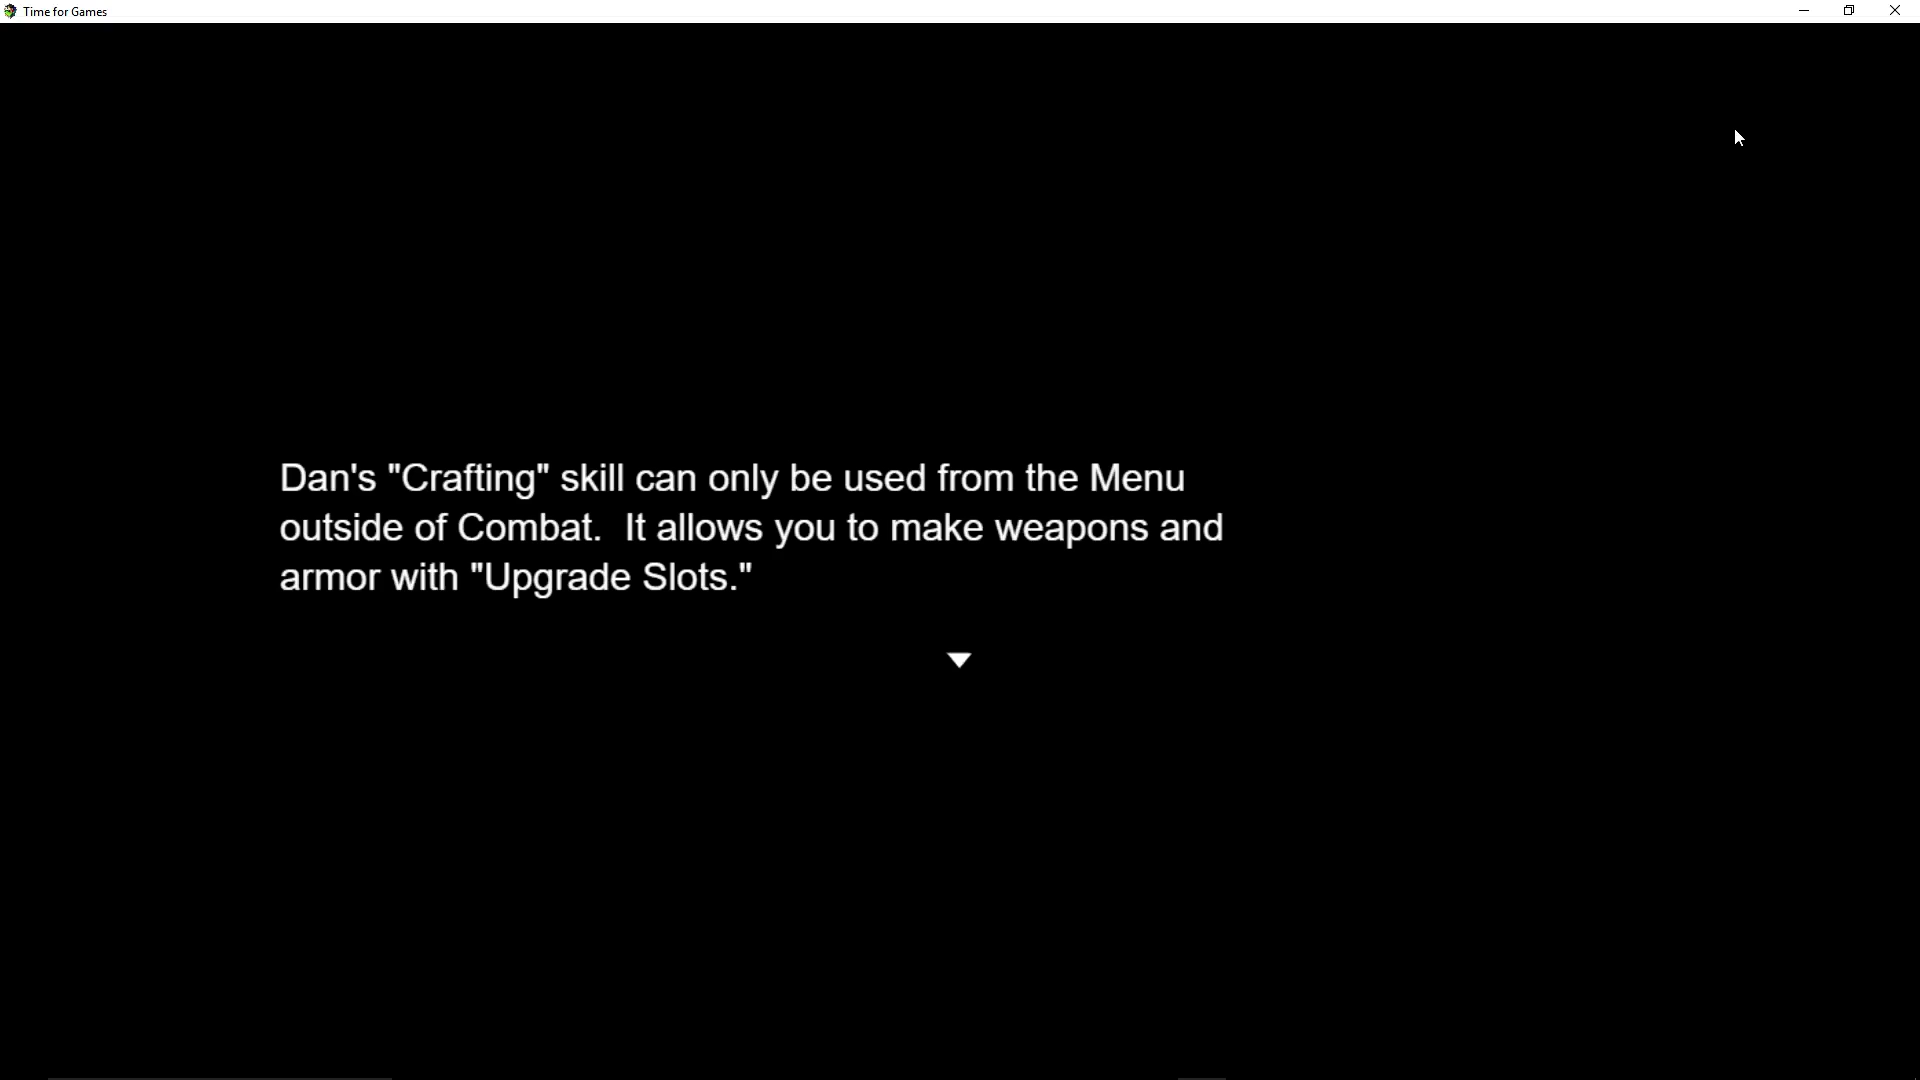 Time for Games
Dan's "Crafting" skill can only be used from the Menu
outside of Combat.  It allows you to make weapons and
armor with "Upgrade Slots."